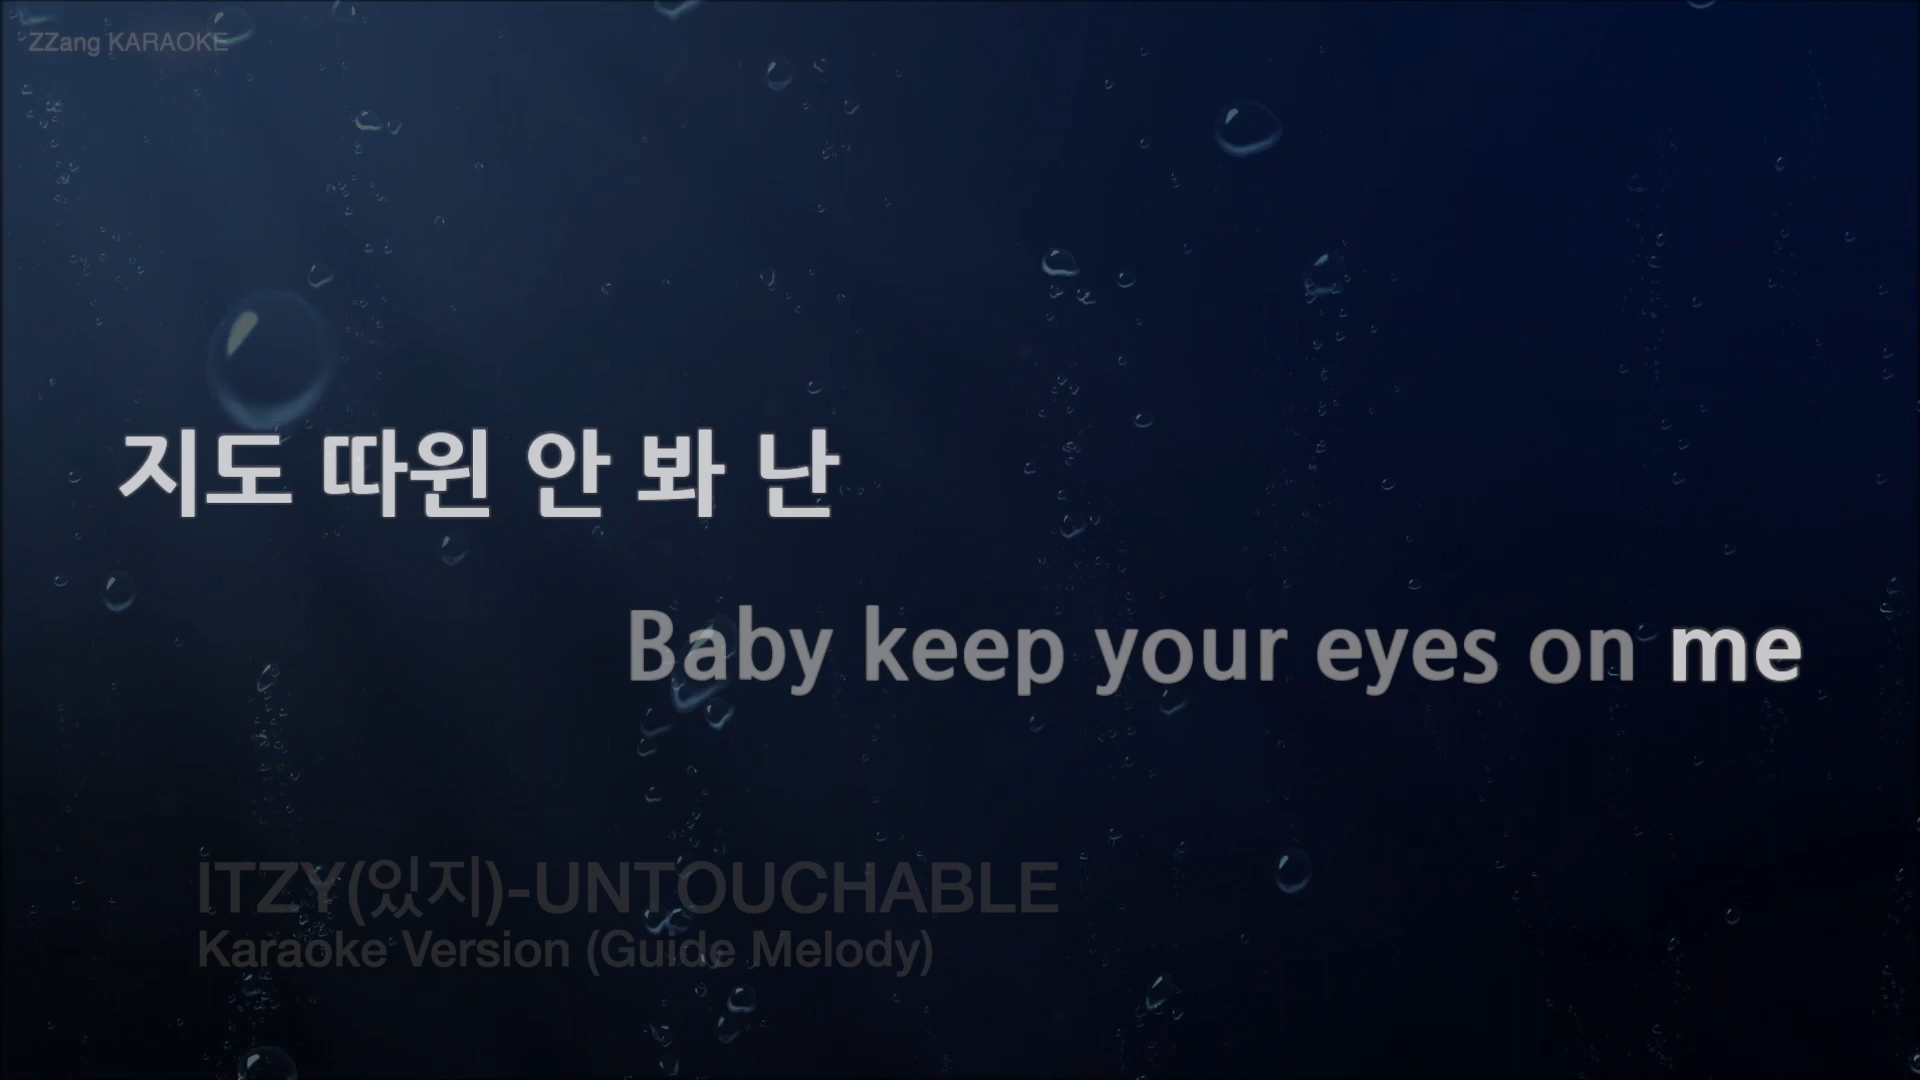 ZZang KARAOKE
지도 따윈 안 봐 난
Baby keep your eyes on me
ITZY(있지)-UNTOUCHABLE
Karaoke Version (Guide Melody)